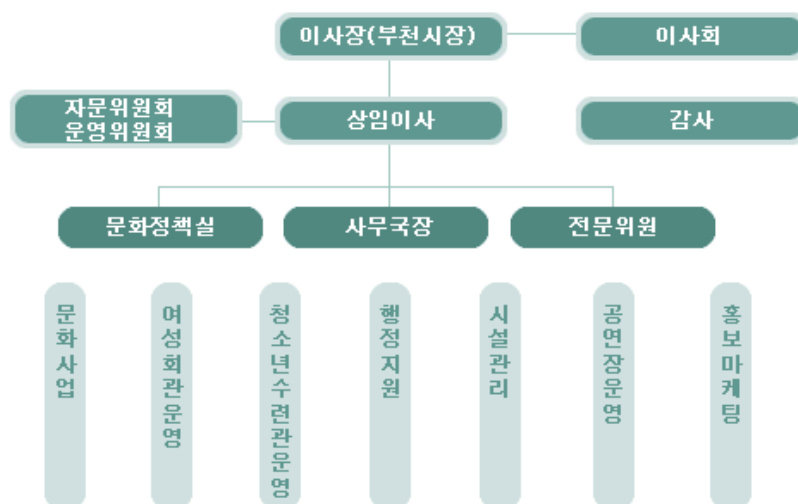 이사장(부천시장)
이사회
자문위원회
운영위원회
상임이사
감사
문화정책실
사무국장
전문위원
문화사업
여성회관운영
청소년수련관운영
행정지원
시설관리
공연장운영
홍보마케팅